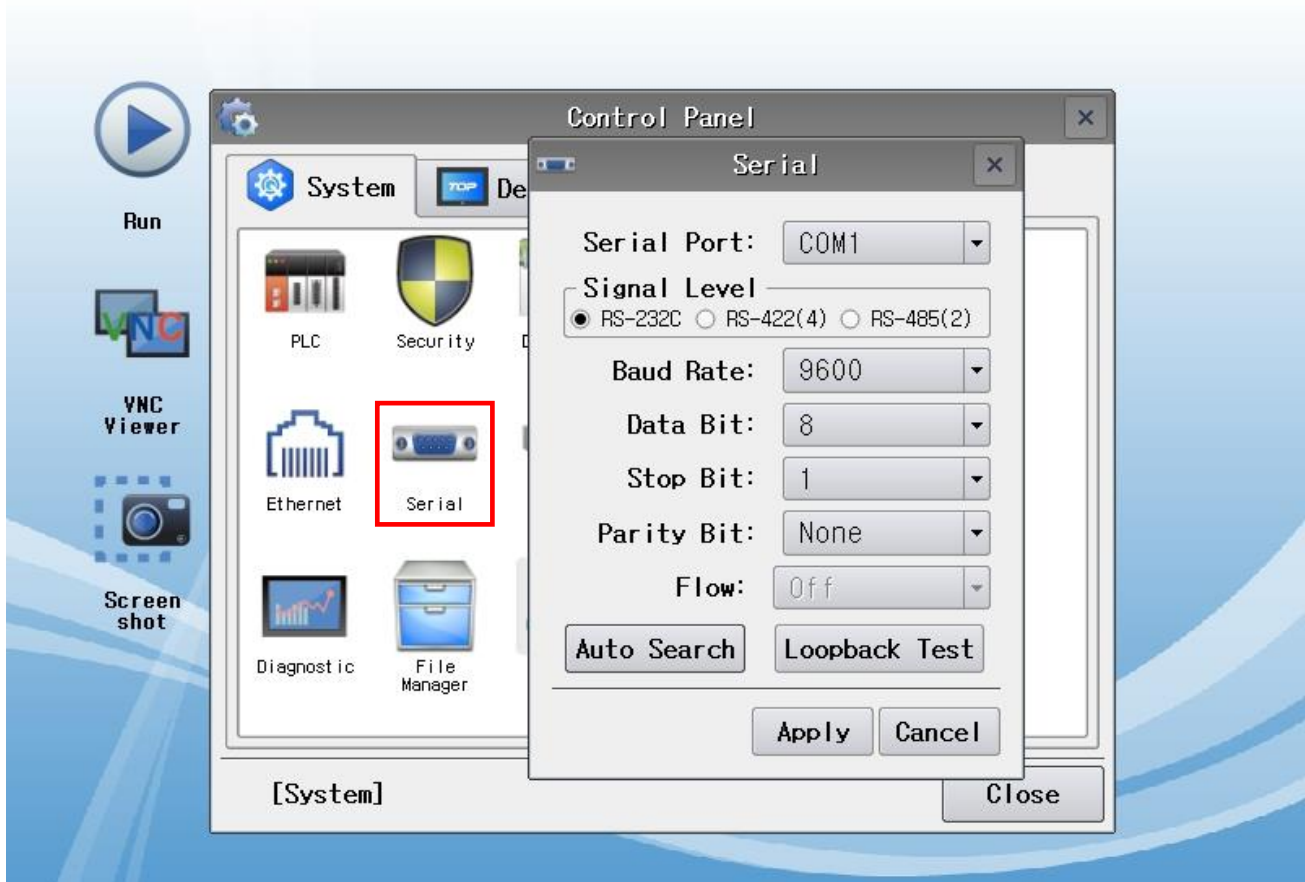 Control Panel
Serial
System
TOP
De
Run
Serial Port: COM1
Signal Level
RS-232C RS-422(4) RS-485(2)
PLC
Security
VNC
Baud Rate: 9600
VNC
Viewer
Data Bit: 8
Stop Bit: 1
Ethernet
Serial
Parity Bit: None
Flow: Off
Screen
shot
Auto Search
Loopback Test
Diagnostic
File
Manager
Apply
Cancel
[System]
Close